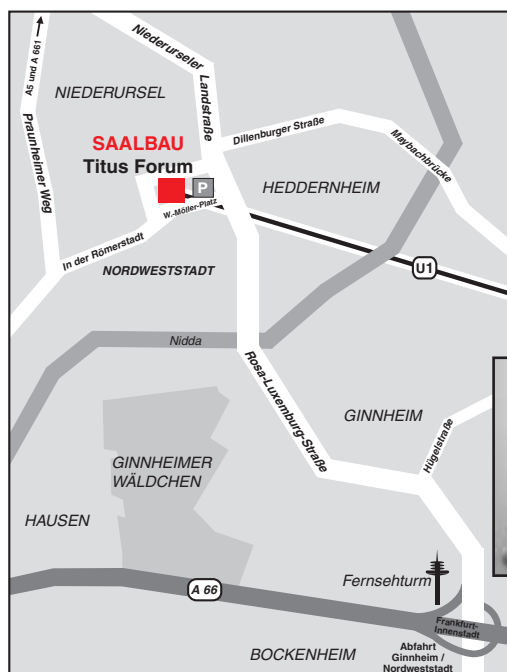 A5 und A 661
Niederurseler
Landstraße
NIEDERURSEL
Praunheimer Weg
Dillenburger Straße
Maybachbrücke
SAALBAU
Titus Forum
P
HEDDERNHEIM
W.-Möller-Platz
In der Römerstadt
NORDWESTSTADT
U1
Nidda
Rosa-Luxemburg-Straße
GINNHEIM
Hügelstraße
GINNHEIMER
WÄLDCHEN
HAUSEN
A 66
Fernsehturm
Frankfurt-
Innenstadt
BOCKENHEIM
Abfahrt
Ginnheim /
Nordweststadt